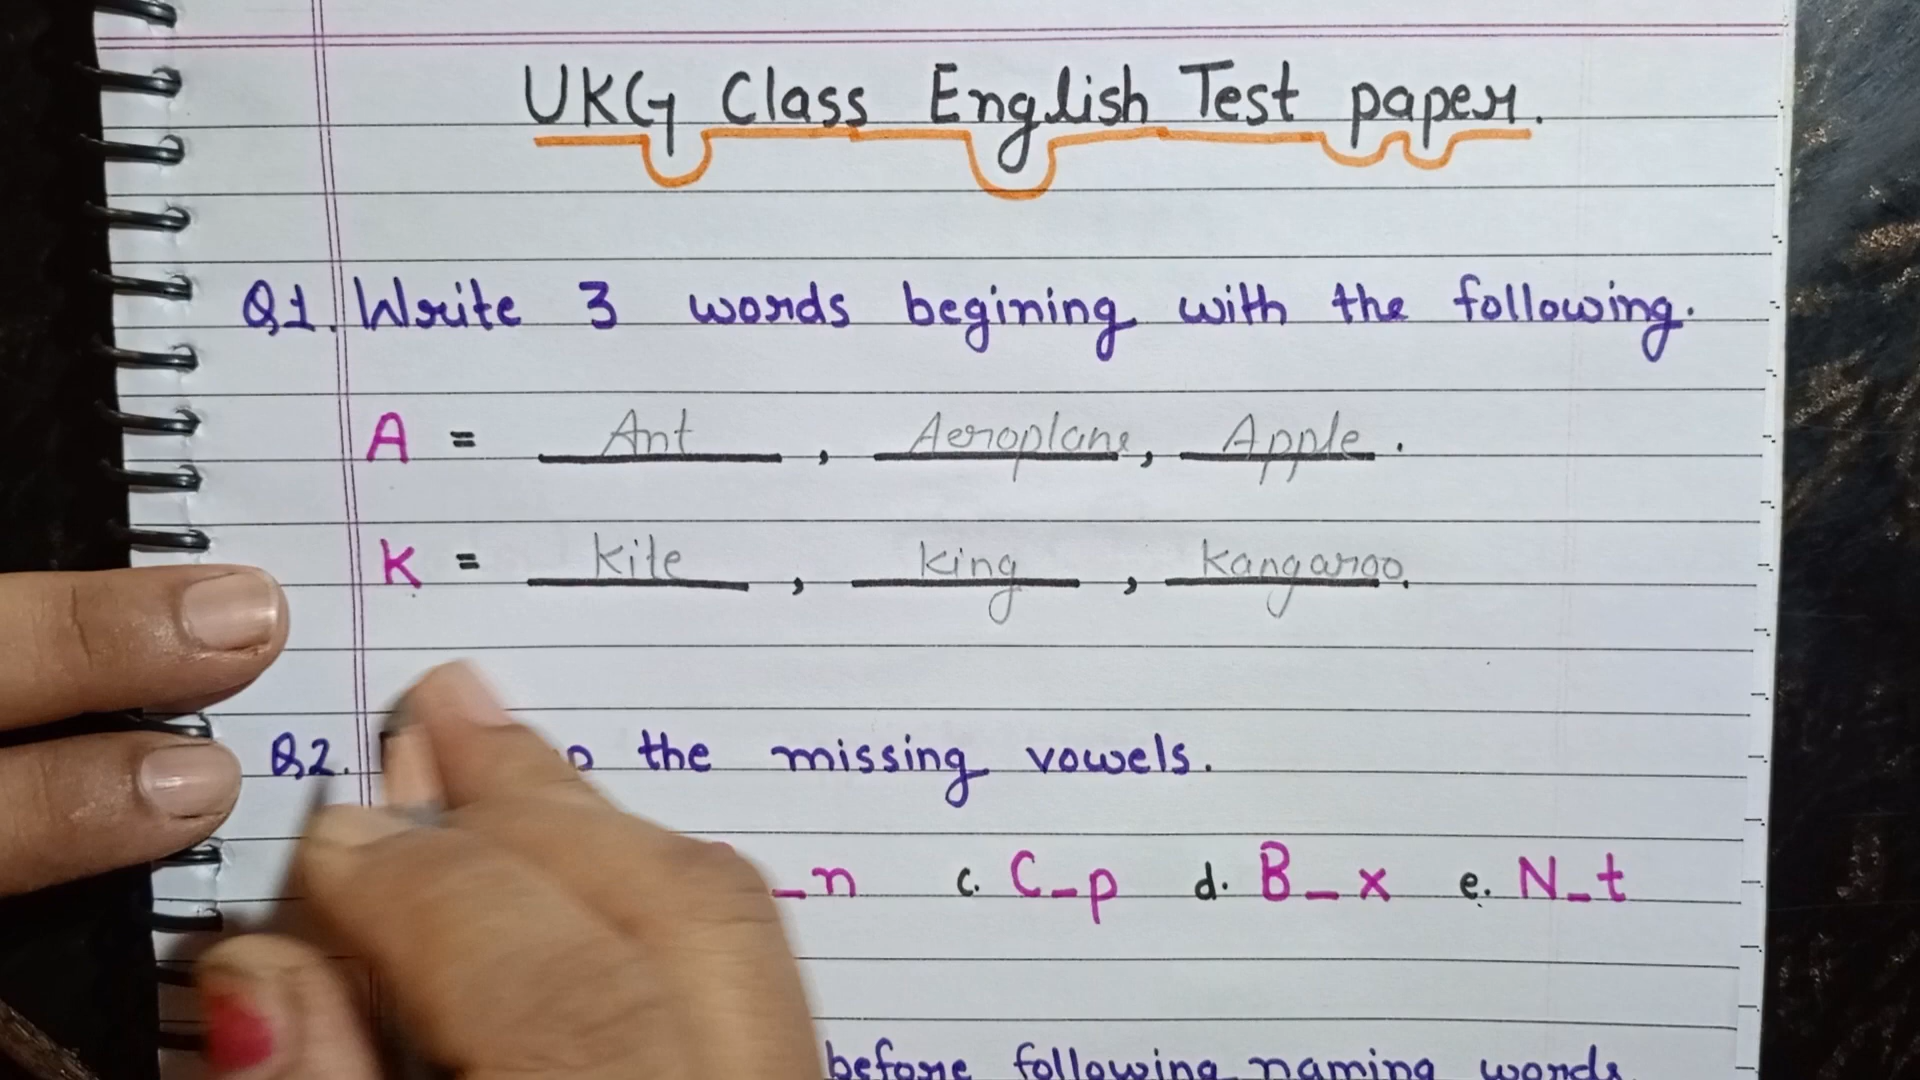 UKG Class English Test paper.
Q1. Write 3 words begining with the following.
A = Ant, Aeroplane, Apple.
K = Kite, King, Kangaroo.
Q2. the missing vowels.
_n c. C_p d. B_x e. N_t
before following naming words